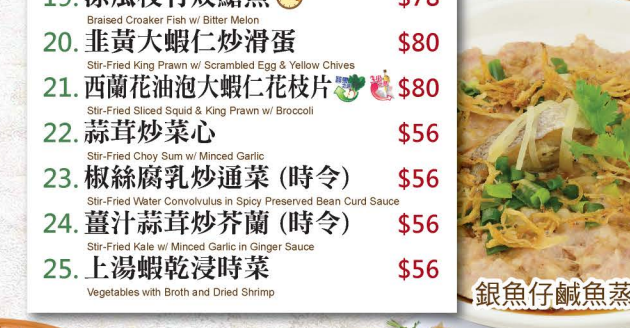 Braised Croaker Fish w/ Bitter Melon
20. 韭黃大蝦仁炒滑蛋 $80
Stir-Fried King Prawn w/ Scrambled Egg & Yellow Chives
21. 西蘭花油泡大蝦仁花枝片 $80
Stir-Fried Sliced Squid & King Prawn w/ Broccoli
22. 蒜茸炒菜心 $56
Stir-Fried Choy Sum w/ Minced Garlic
23. 椒絲腐乳炒通菜 (時令) $56
Stir-Fried Water Convolvulus in Spicy Preserved Bean Curd Sauce
24. 薑汁蒜茸炒芥蘭 (時令) $56
Stir-Fried Kale w/ Minced Garlic in Ginger Sauce
25. 上湯蝦乾浸時菜 $56
Vegetables with Broth and Dried Shrimp
銀魚仔鹹魚蒸